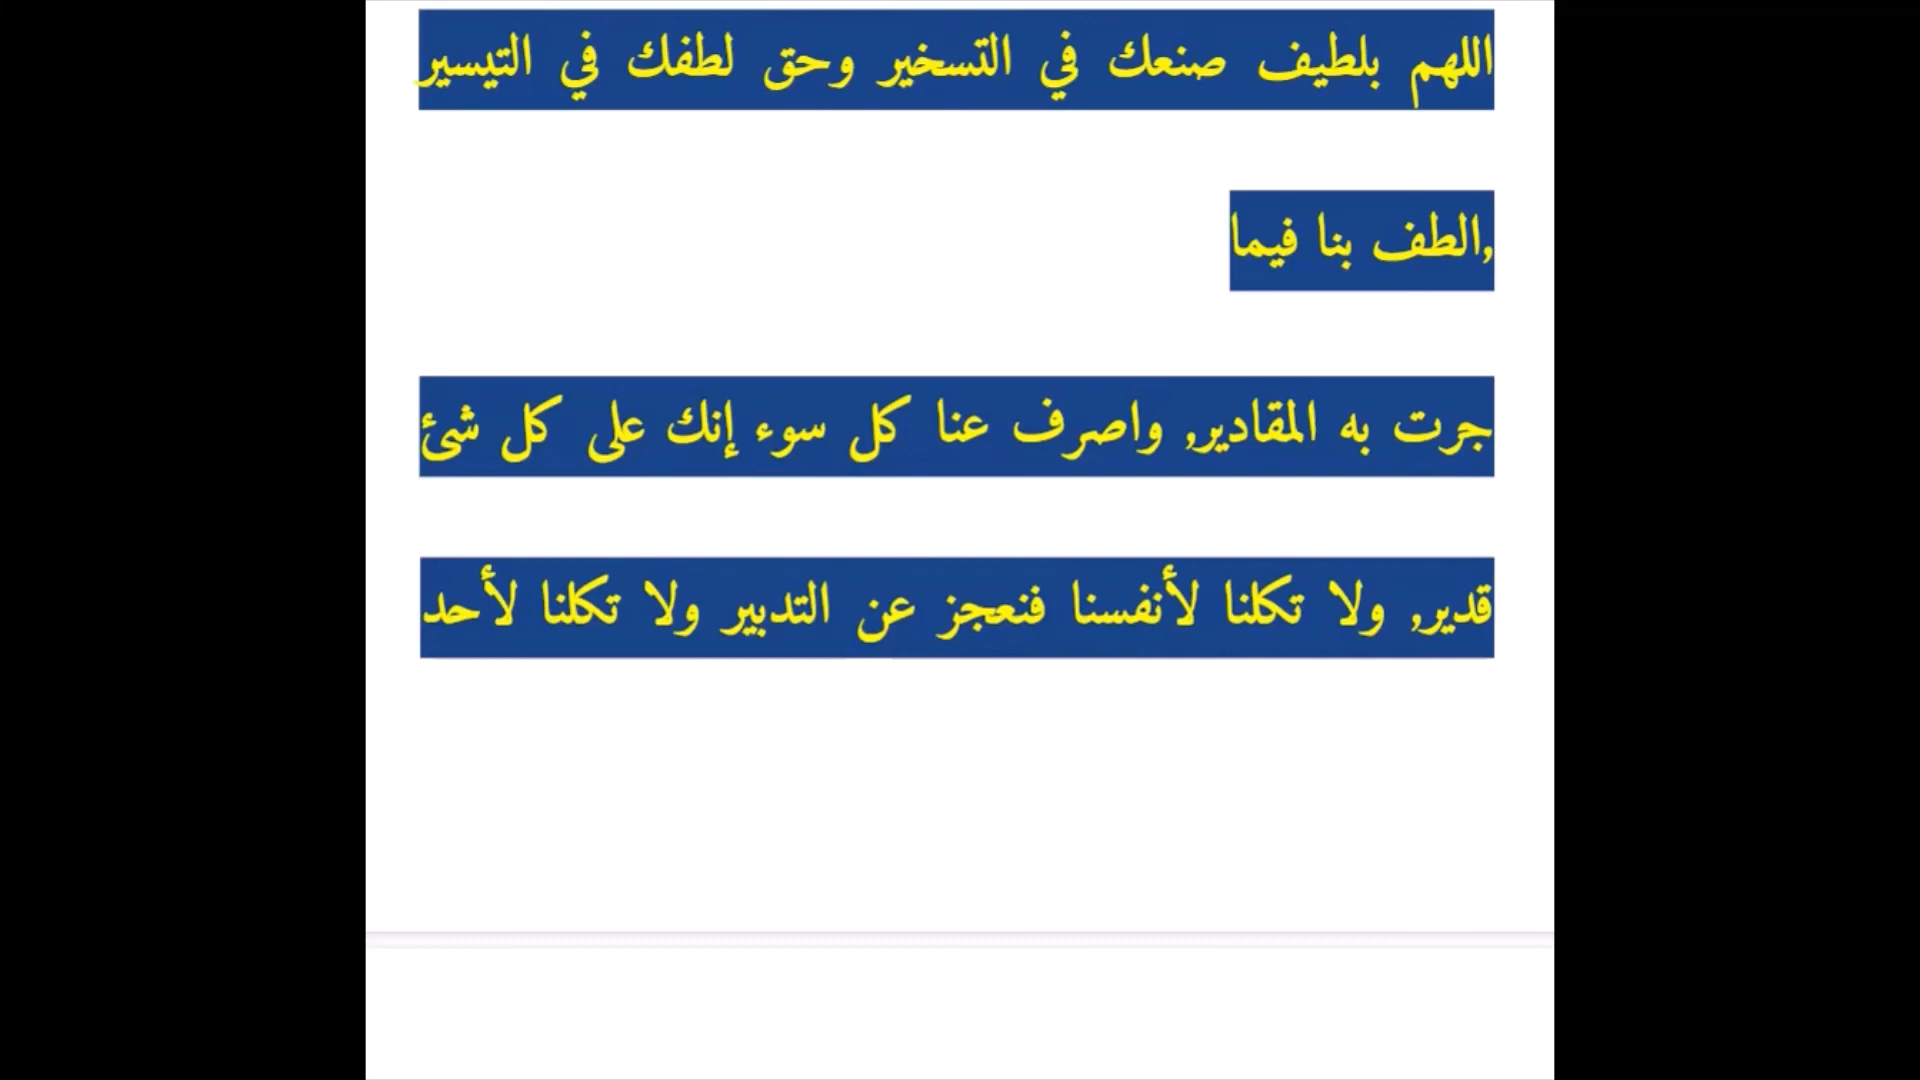 اللهم بلطيف صنعك في التسخير وحق لطفك في التيسير
,الطف بنا فيما
جرت به المقادير, واصرف عنا كل سوء إنك على كل شئ
قدير, ولا تكلنا لأنفسنا فنعجز عن التدبير ولا تكلنا لأحد